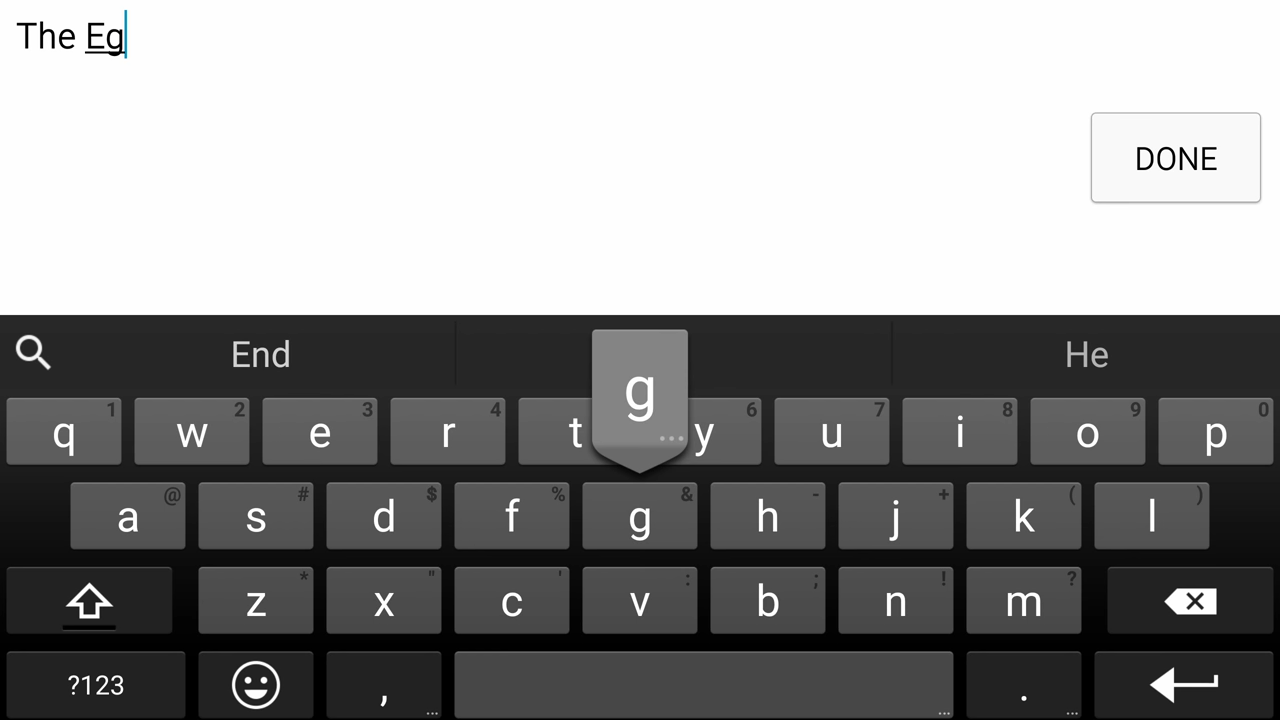 The Eg
DONE
End
He
g
...
q 1 w 2 e 3 r 4 t y 6 u 7 i 8 o 9 p 0
a @ s # d $ f % g & h - j + k ( l )
z * x " c ' v : b ; n ! m ?
?123 , ... ... . ...